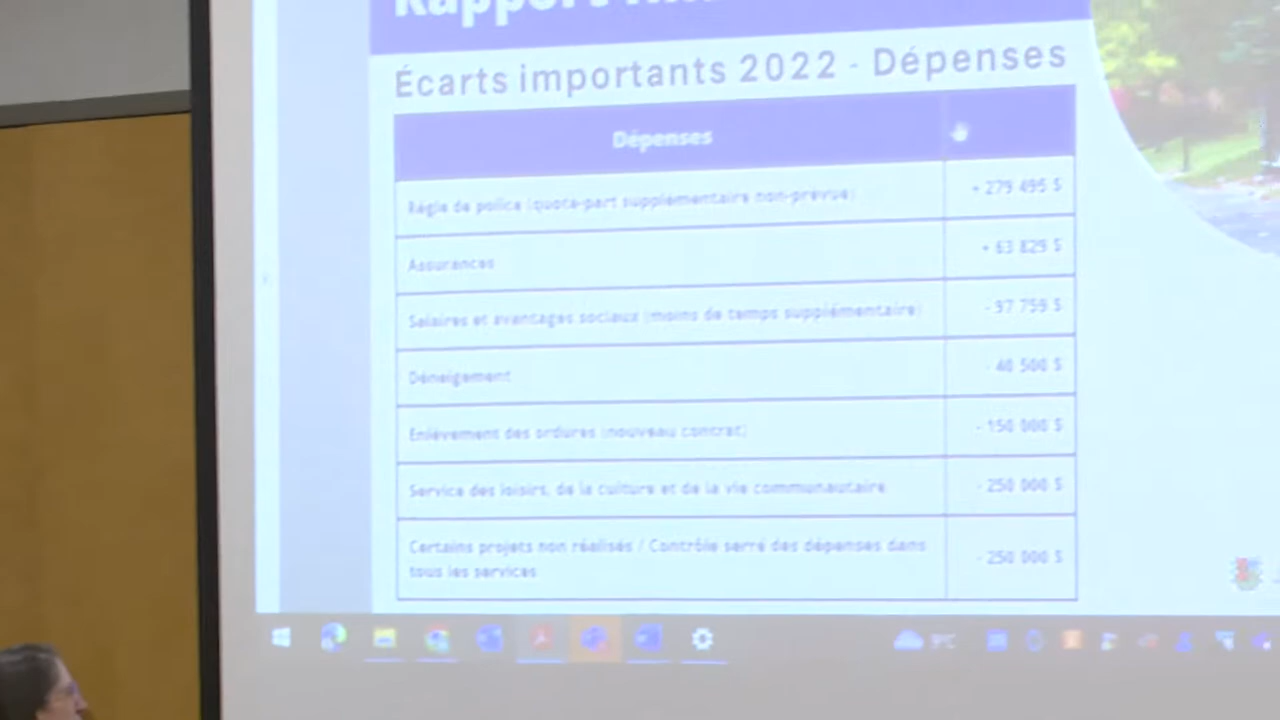 Rapport
Écarts importants 2022 - Dépenses
Dépenses
Régie de police (quote-part supplémentaire non-prévue) + 279 495 $
Assurances + 63 829 $
Salaires et avantages sociaux (moins de temps supplémentaire) - 97 759 $
Déneigement - 40 500 $
Enlèvement des ordures (nouveau contrat) - 150 000 $
Service des loisirs, de la culture et de la vie communautaire - 250 000 $
Certains projets non réalisés / Contrôle serré des dépenses dans - 250 000 $
tous les services
9°C